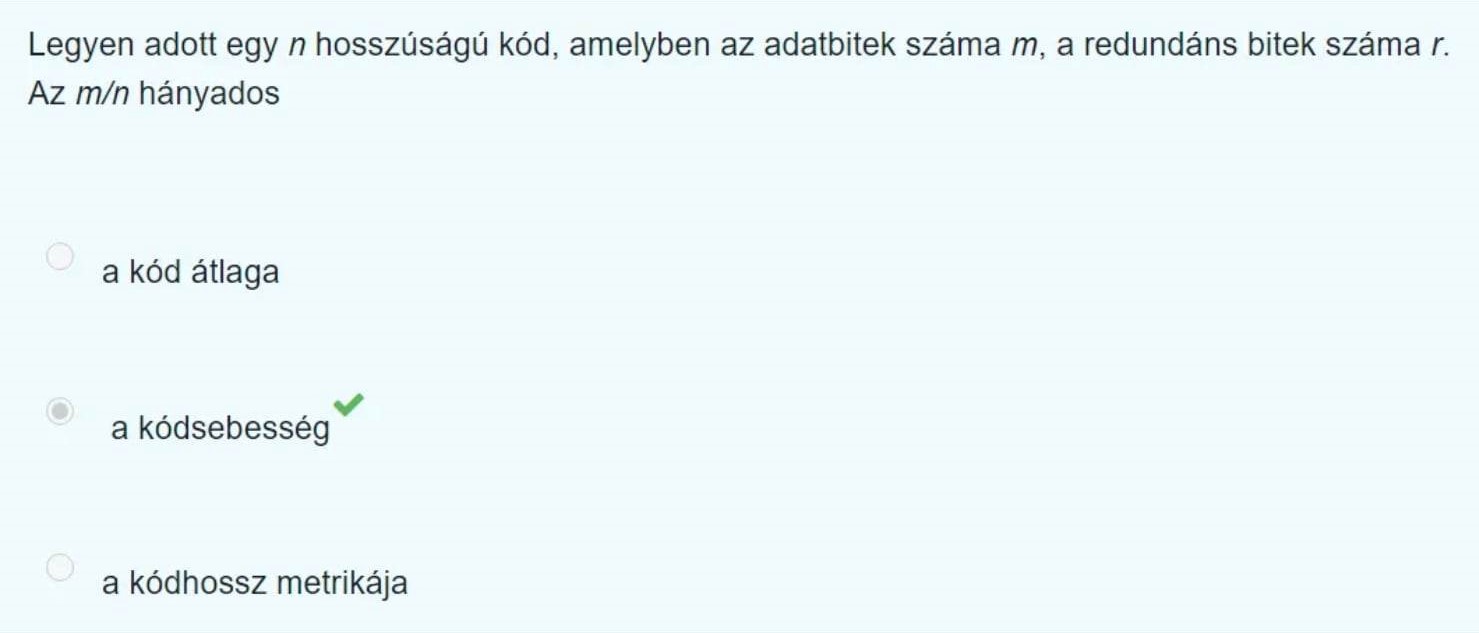 Legyen adott egy n hosszúságú kód, amelyben az adatbitek száma m, a redundáns bitek száma r.
Az m/n hányados
a kód átlaga
a kódsebesség
a kódhossz metrikája